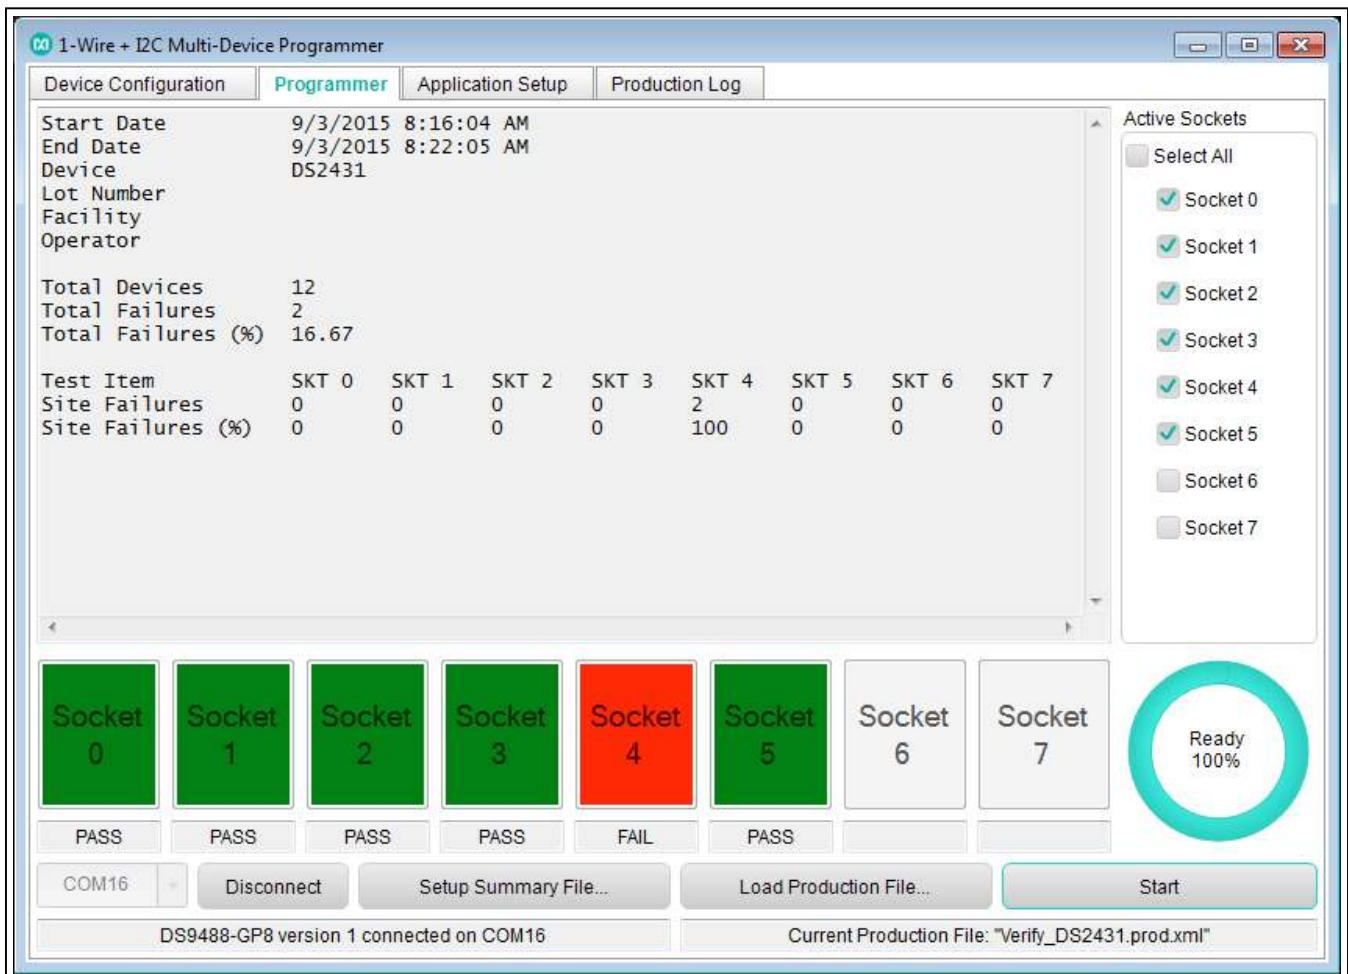 1-Wire + I2C Multi-Device Programmer
Device Configuration Programmer Application Setup Production Log
Start Date 9/3/2015 8:16:04 AM
End Date 9/3/2015 8:22:05 AM
Device DS2431
Lot Number
Facility
Operator
Total Devices 12
Total Failures 2
Total Failures (%) 16.67
Test Item SKT 0 SKT 1 SKT 2 SKT 3 SKT 4 SKT 5 SKT 6 SKT 7
Site Failures 0 0 0 0 2 0 0 0
Site Failures (%) 0 0 0 0 100 0 0 0
Active Sockets
Select All
Socket 0
Socket 1
Socket 2
Socket 3
Socket 4
Socket 5
Socket 6
Socket 7
Socket 0
Socket 1
Socket 2
Socket 3
Socket 4
Socket 5
Socket 6
Socket 7
Ready
100%
PASS PASS PASS PASS FAIL PASS
COM16 Disconnect Setup Summary File... Load Production File... Start
DS9488-GP8 version 1 connected on COM16 Current Production File: "Verify_DS2431.prod.xml"